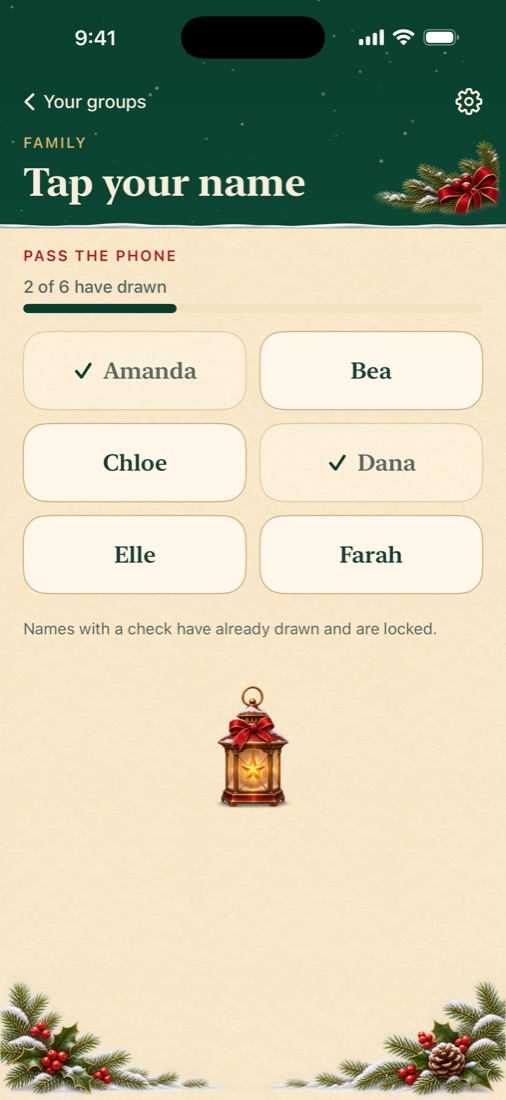 9:41
Your groups
FAMILY
Tap your name
PASS THE PHONE
2 of 6 have drawn
Amanda
Bea
Chloe
Dana
Elle
Farah
Names with a check have already drawn and are locked.